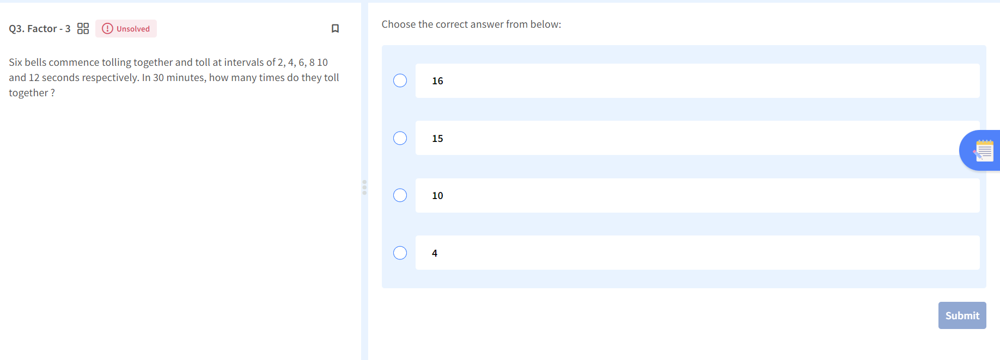 Q3. Factor - 3
Unsolved
Six bells commence tolling together and toll at intervals of 2, 4, 6, 8 10
and 12 seconds respectively. In 30 minutes, how many times do they toll
together ?
Choose the correct answer from below:
16
15
10
4
Submit